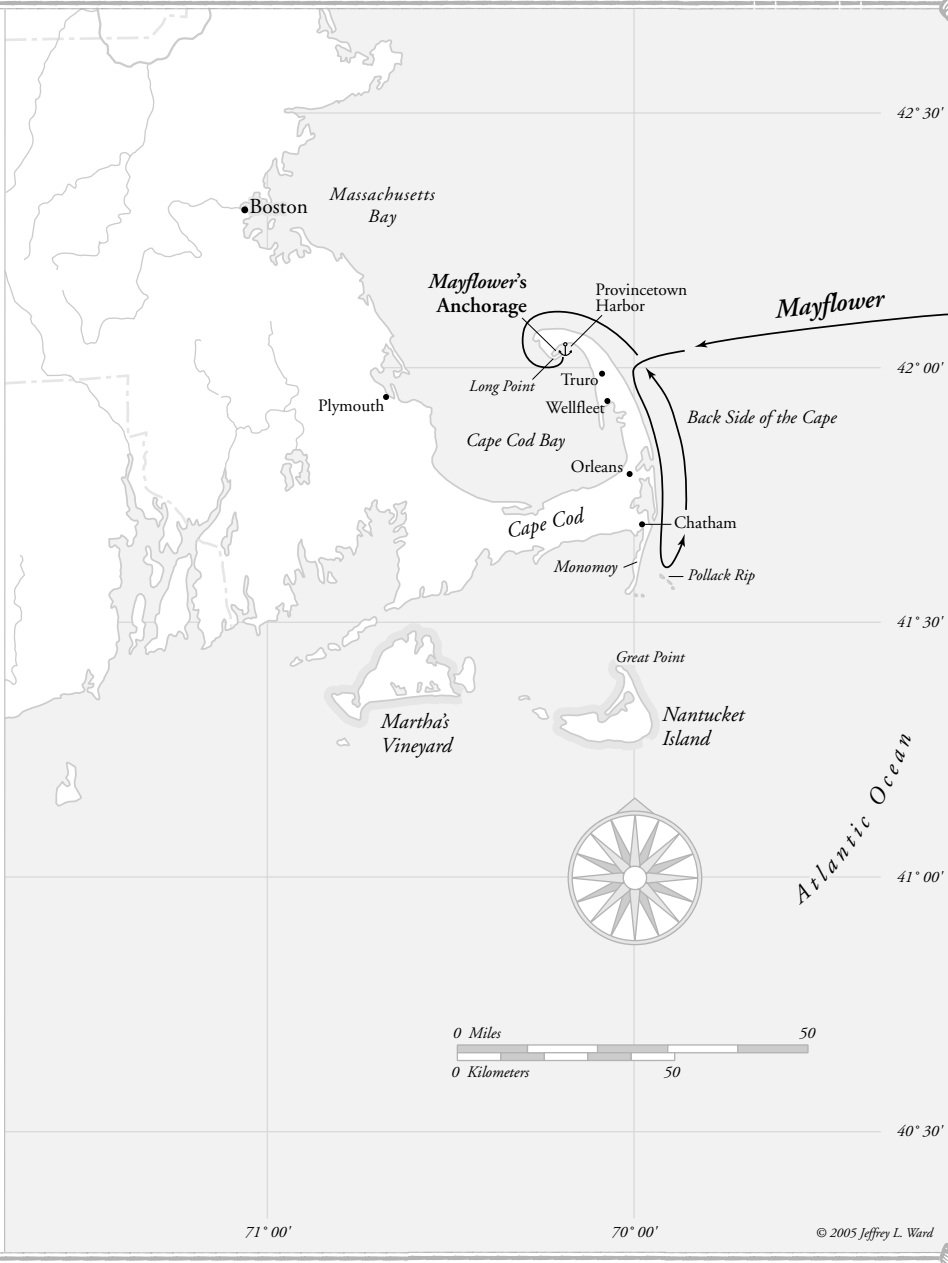 42° 30'
Massachusetts
Bay
Boston
Mayflower's
Anchorage
Provincetown
Harbor
Mayflower
42° 00'
Long Point
Truro
Plymouth
Wellfleet
Back Side of the Cape
Cape Cod Bay
Orleans
Cape Cod
Chatham
Monomoy
Pollack Rip
41° 30'
Great Point
Martha's
Vineyard
Nantucket
Island
Atlantic Ocean
41° 00'
0 Miles 50
0 Kilometers 50
40° 30'
71° 00' 70° 00'
© 2005 Jeffrey L. Ward